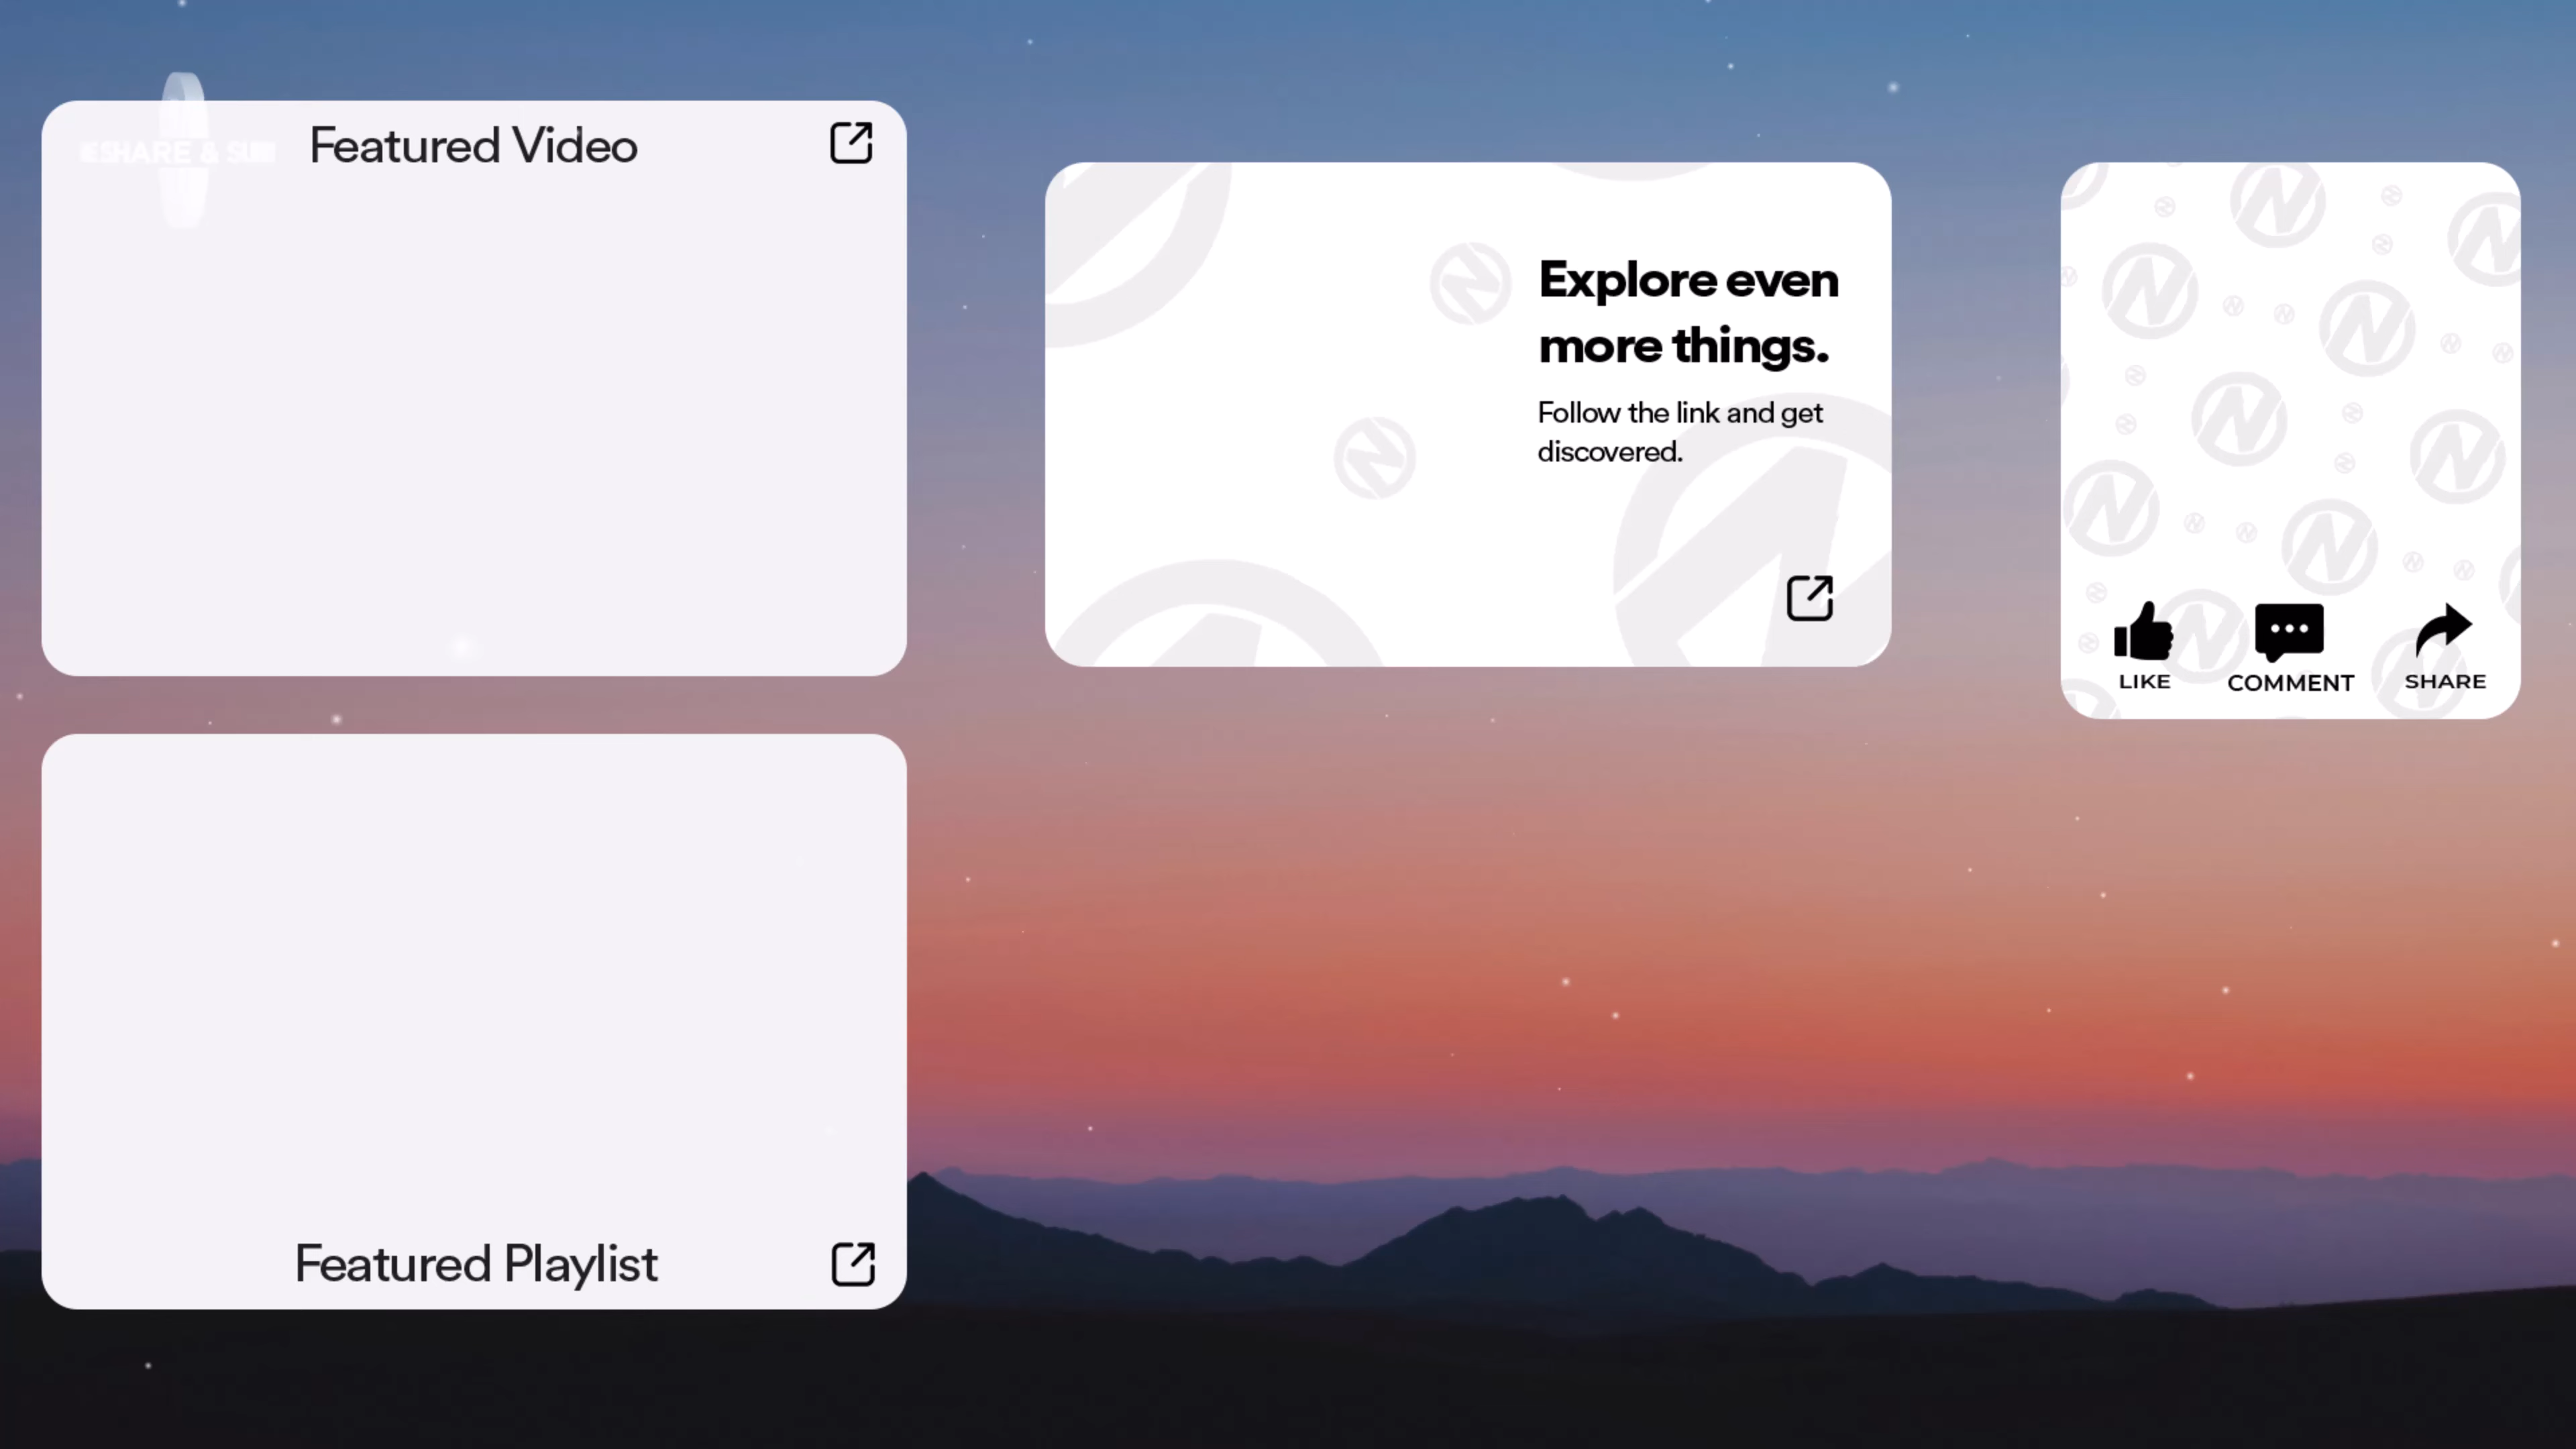 Featured Video
Explore even
more things.
Follow the link and get
discovered.
LIKE
COMMENT
SHARE
Featured Playlist